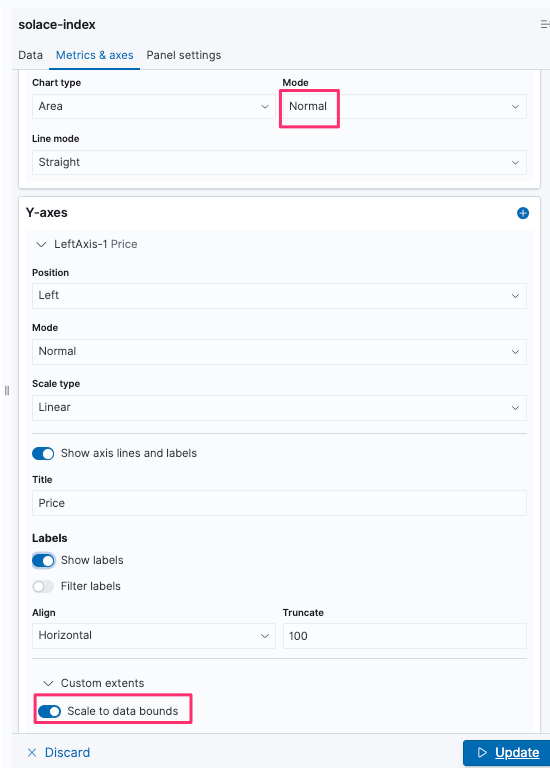 solace-index
Data Metrics & axes Panel settings
Chart type Mode
Area Normal
Line mode
Straight
Y-axes
LeftAxis-1 Price
Position
Left
Mode
Normal
Scale type
Linear
Show axis lines and labels
Title
Price
Labels
Show labels
Filter labels
Align Truncate
Horizontal 100
Custom extents
Scale to data bounds
Discard Update